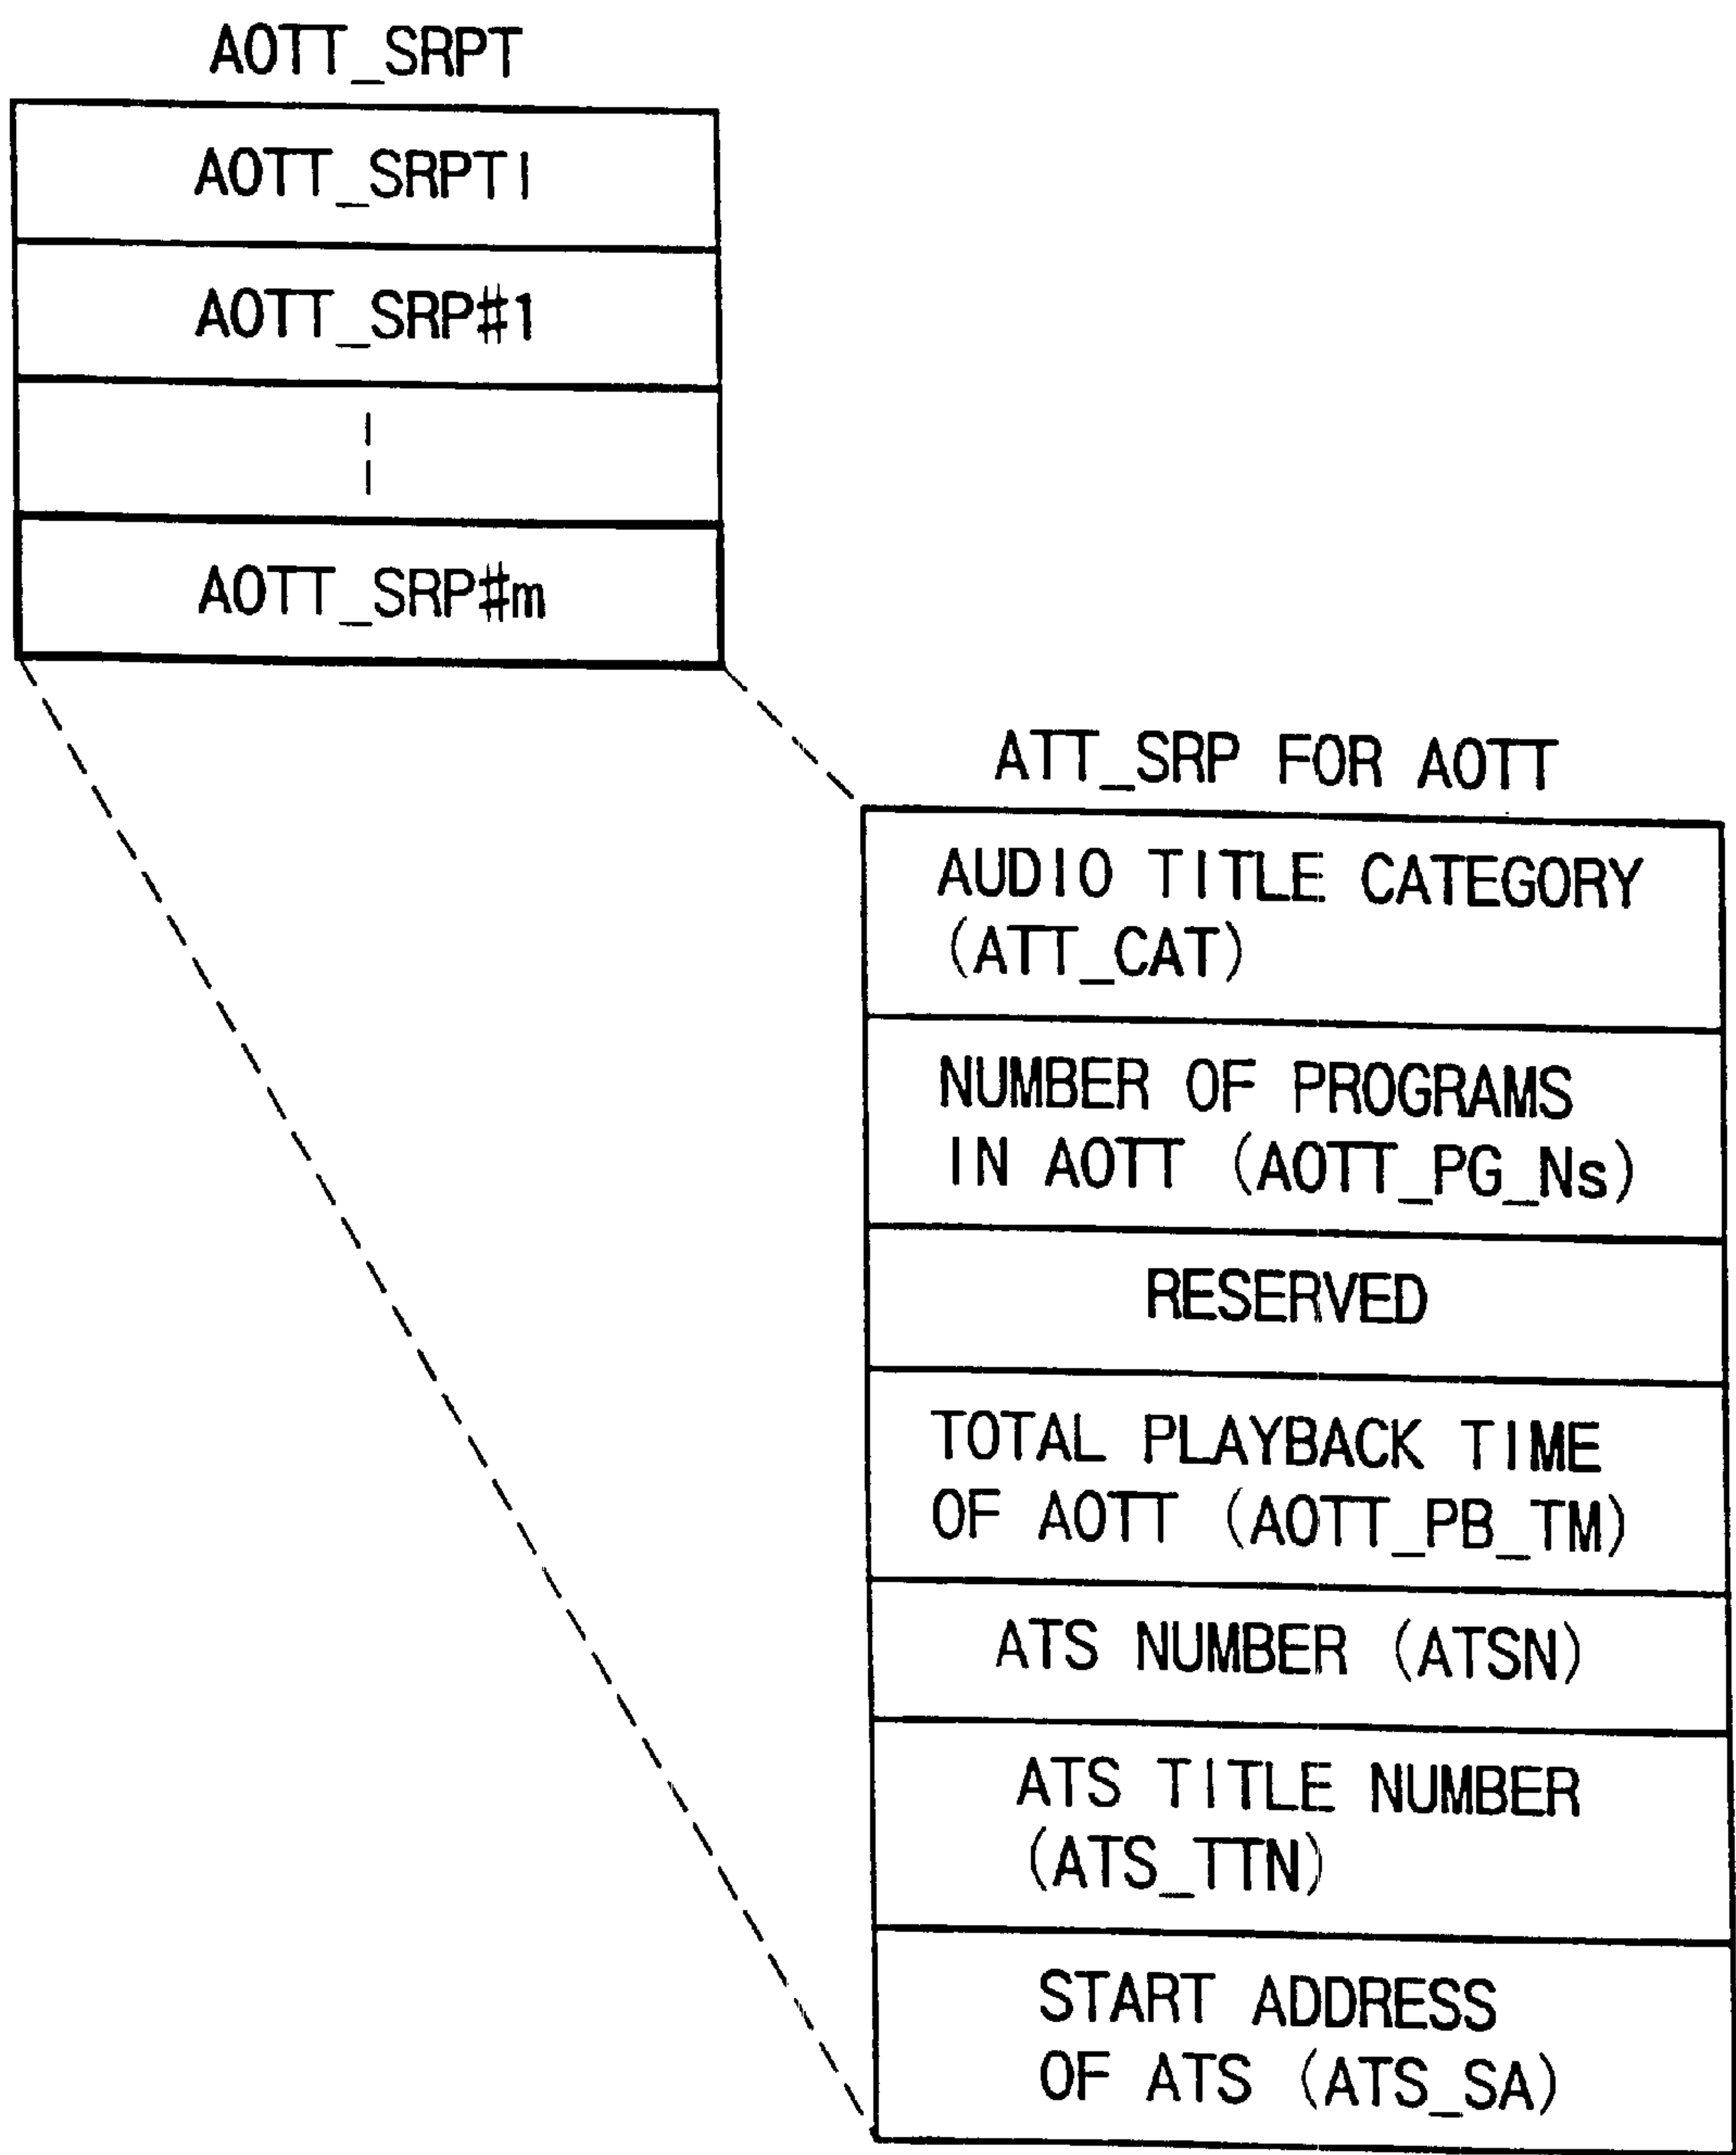 AOTT_SRPT
AOTT_SRPTI
AOTT_SRP#1
AOTT_SRP#m
ATT_SRP FOR AOTT
AUDIO TITLE CATEGORY
(ATT_CAT)
NUMBER OF PROGRAMS
IN AOTT (AOTT_PG_Ns)
RESERVED
TOTAL PLAYBACK TIME
OF AOTT (AOTT_PB_TM)
ATS NUMBER (ATSN)
ATS TITLE NUMBER
(ATS_TTN)
START ADDRESS
OF ATS (ATS_SA)